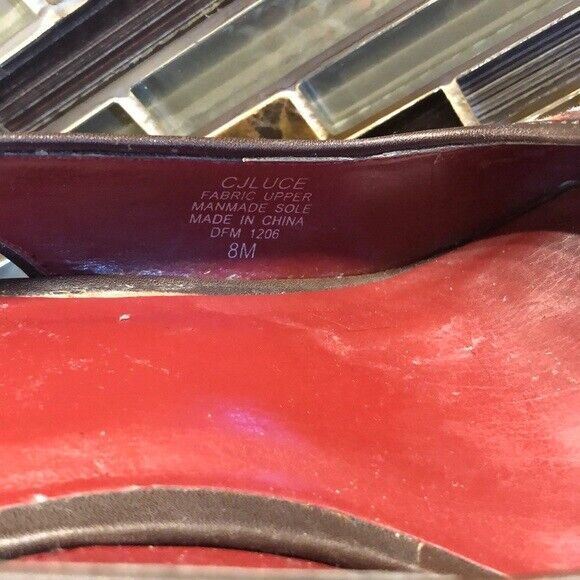 CJLUCE
FABRIC UPPER
MANMADE SOLE
MADE IN CHINA
DFM 1206
8M